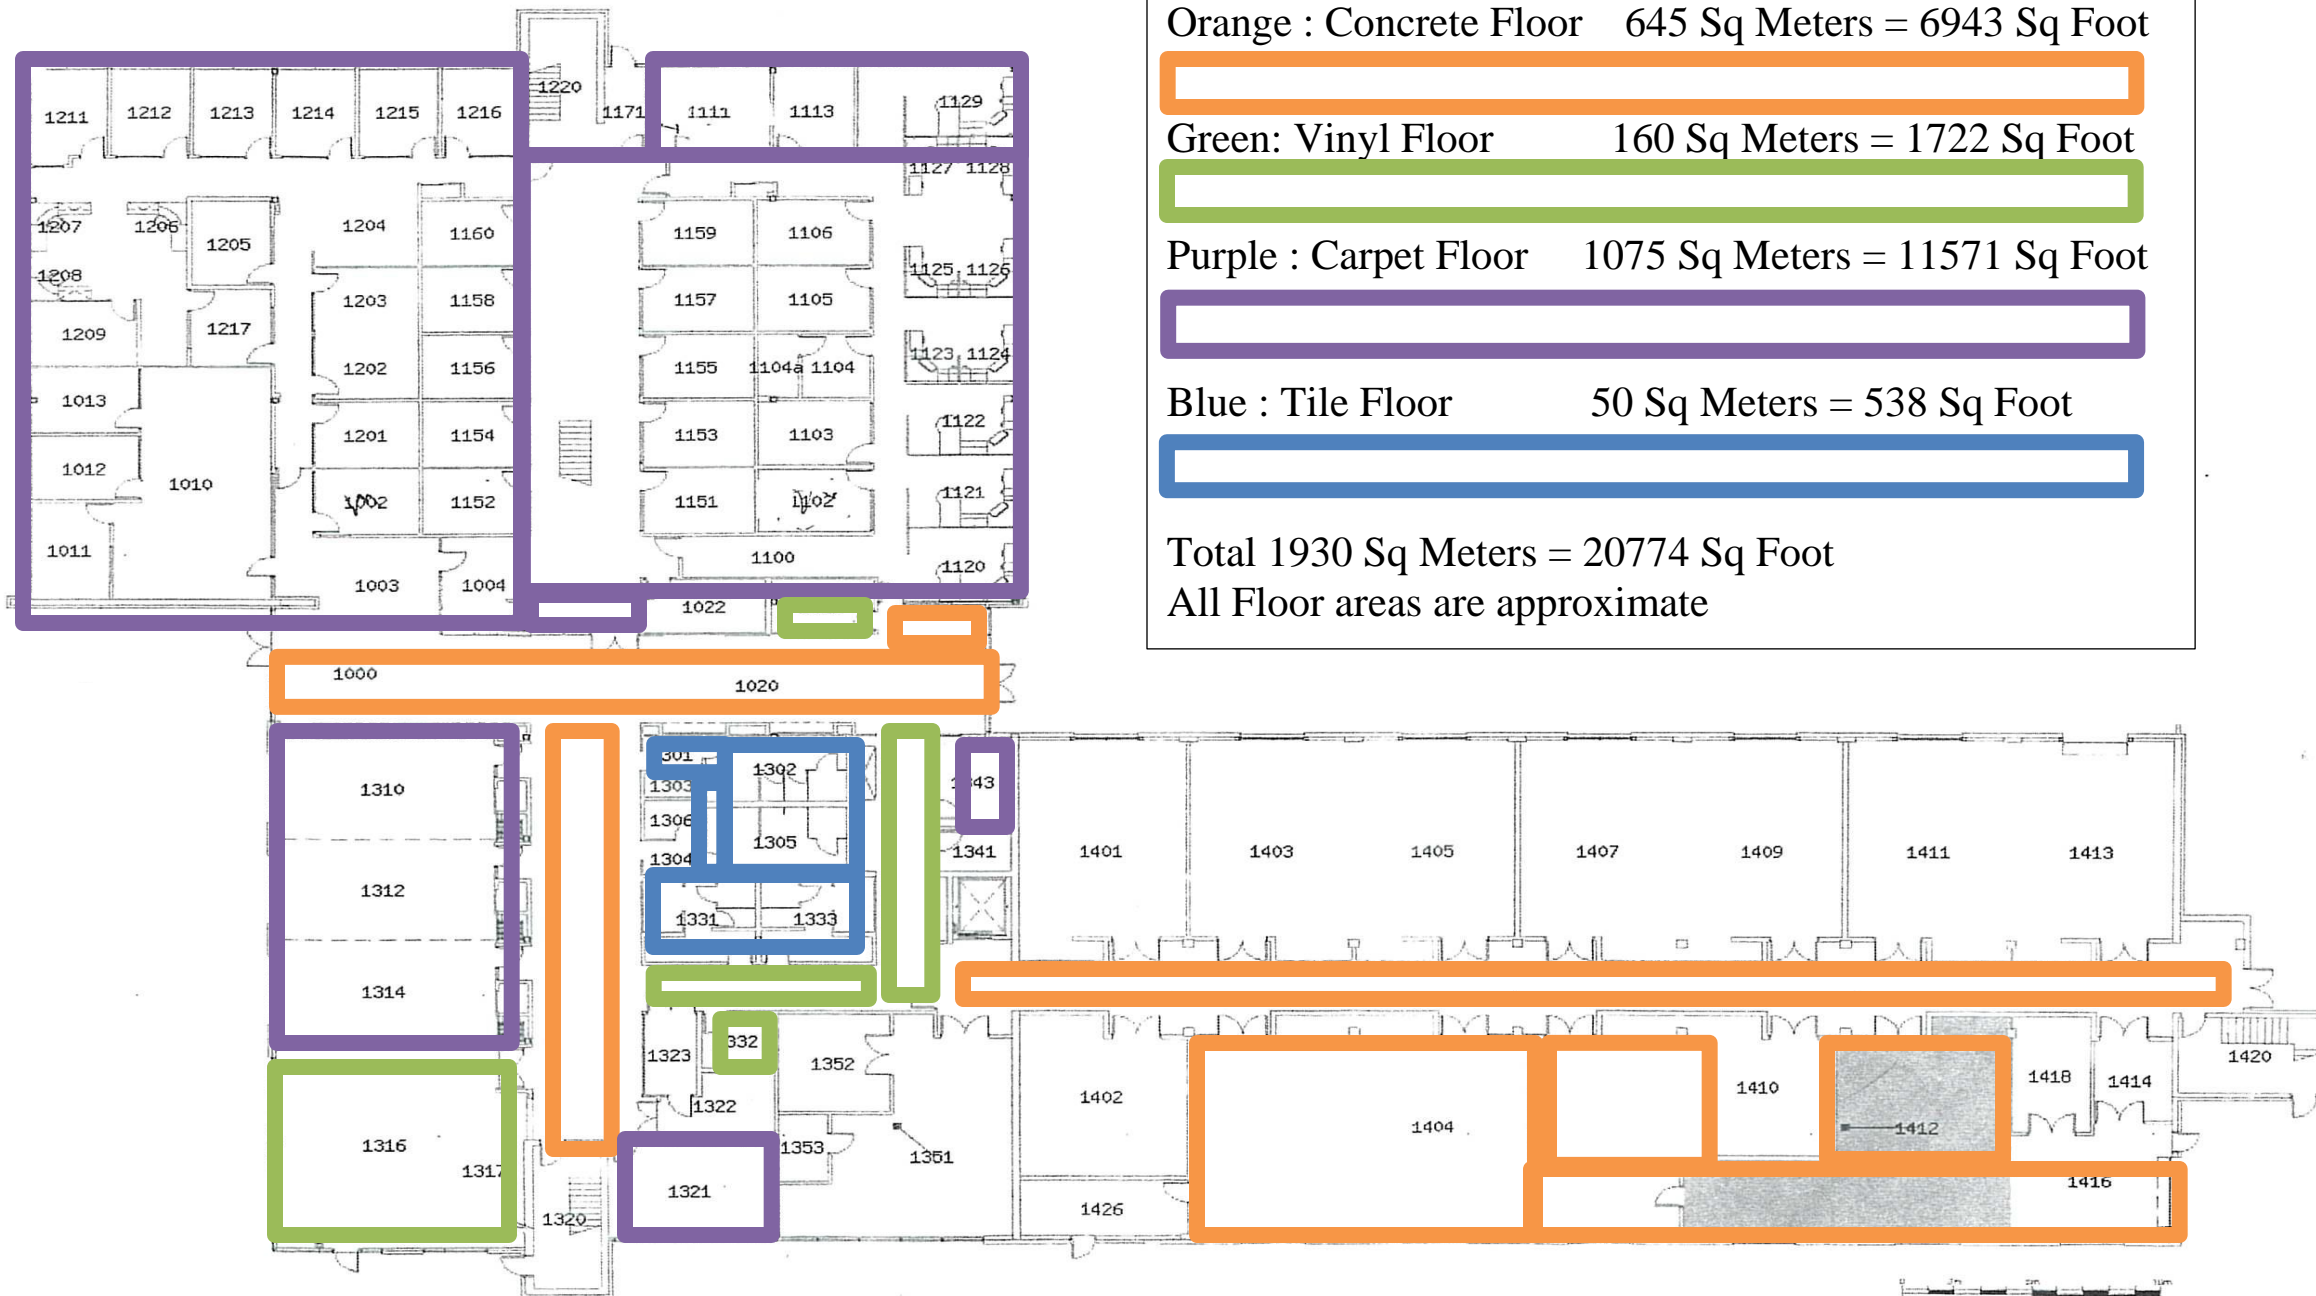 Orange : Concrete Floor 645 Sq Meters = 6943 Sq Foot
Green: Vinyl Floor 160 Sq Meters = 1722 Sq Foot
Purple : Carpet Floor 1075 Sq Meters = 11571 Sq Foot
Blue : Tile Floor 50 Sq Meters = 538 Sq Foot
Total 1930 Sq Meters = 20774 Sq Foot
All Floor areas are approximate
1220
1211 1212 1213 1214 1215 1216 1171 1111 1113 1129
1127 1128
1207 1206 1205 1204 1160 1159 1106
1208 1125 1126
1203 1158 1157 1105
1209 1217
1202 1156 1155 1104a 1104 1123 1124
1013
1201 1154 1153 1103 1122
1012
1010
1002 1152 1151 1102 1121
1011 1003 1004 1100 1120
1022
1000 1020
301 1302
1310 1303 1343
1306 1305
1304 1341 1401 1403 1405 1407 1409 1411 1413
1312
1331 1333
1314
1323 332 1352 1420
1410 1418 1414
1322 1402
1404 1412
1316 1317 1353 1351
1321 1416
1320 1426